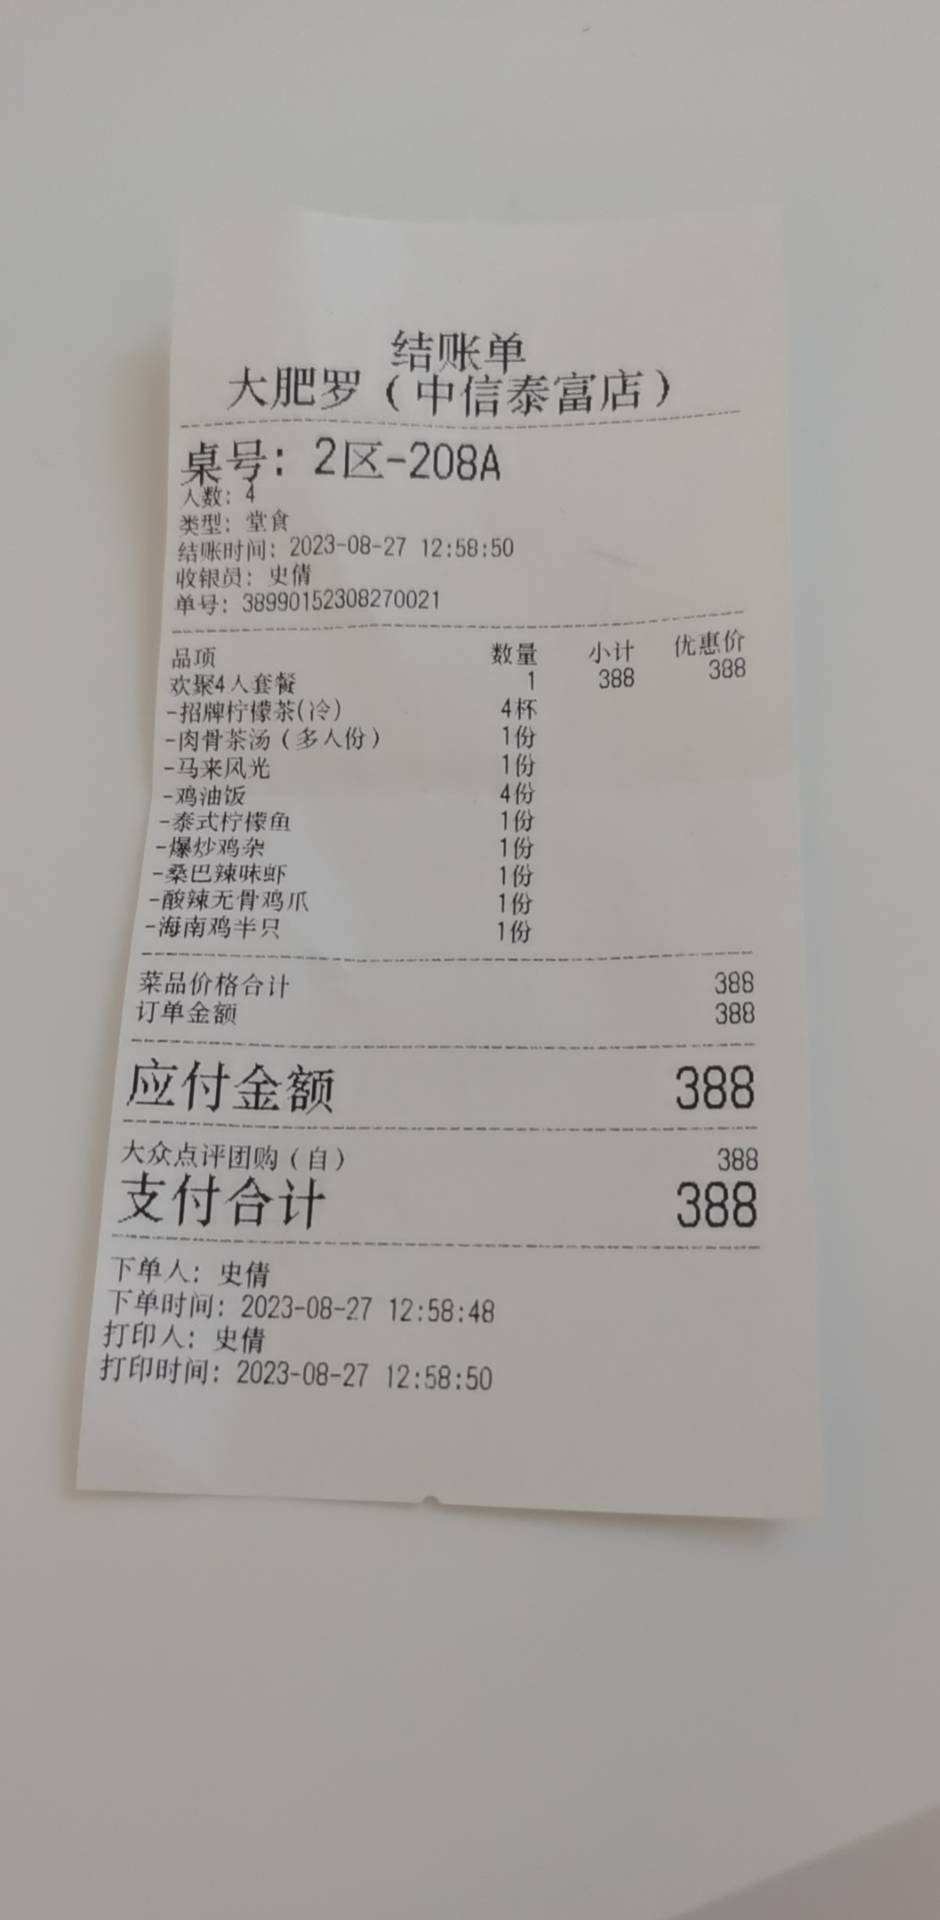 结账单
大肥罗（中信泰富店）
桌号：2区-208A
人数：4
类型：堂食
结账时间：2023-08-27 12:58:50
收银员：史倩
单号：38990152308270021
品项 数量 小计 优惠价
欢聚4人套餐 1 388 388
-招牌柠檬茶(冷) 4杯
-肉骨茶汤（多人份） 1份
-马来风光 1份
-鸡油饭 4份
-泰式柠檬鱼 1份
-爆炒鸡杂 1份
-桑巴辣味虾 1份
-酸辣无骨鸡爪 1份
-海南鸡半只 1份
菜品价格合计 388
订单金额 388
应付金额 388
大众点评团购（自） 388
支付合计 388
下单人：史倩
下单时间：2023-08-27 12:58:48
打印人：史倩
打印时间：2023-08-27 12:58:50